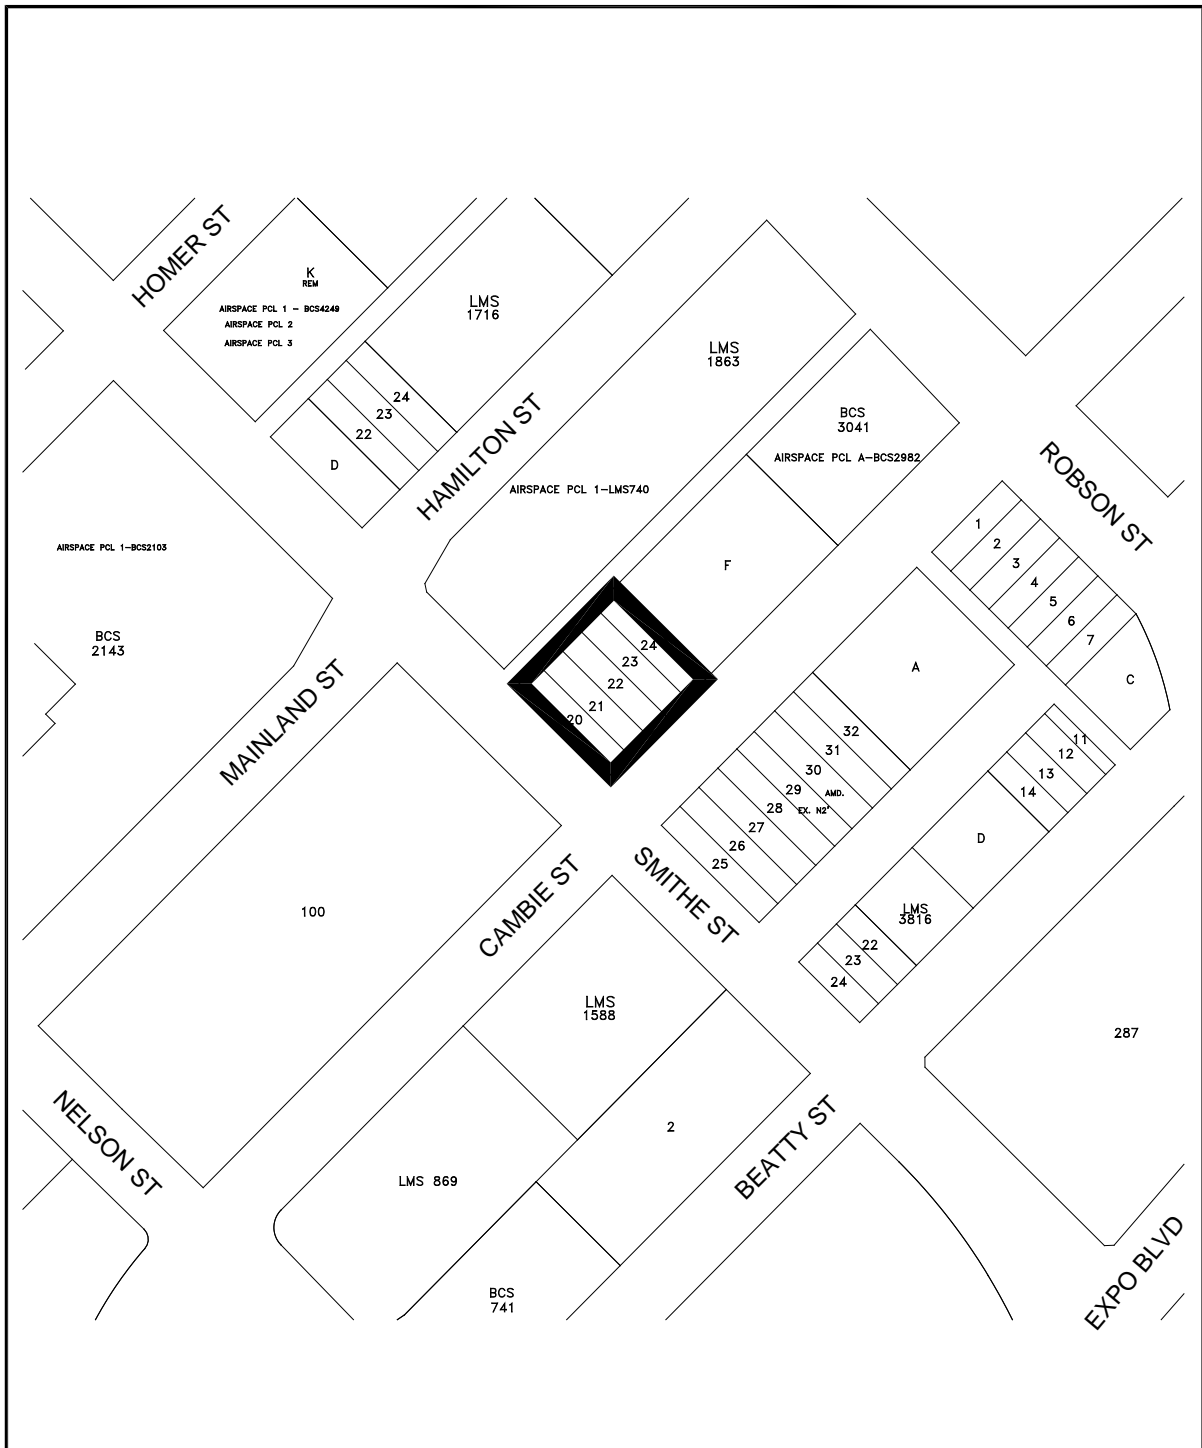 HOMER ST
K
REM
AIRSPACE PCL 1 - BCS4249
AIRSPACE PCL 2
AIRSPACE PCL 3
LMS
1716
24
23
22
D
HAMILTON ST
LMS
1863
AIRSPACE PCL 1-LMS740
BCS
3041
AIRSPACE PCL A-BCS2982
F
ROBSON ST
1
2
3
4
5
6
7
C
AIRSPACE PCL 1-BCS2103
BCS
2143
MAINLAND ST
24
23
22
21
20
A
32
31
30
29
AMD.
EX. N2'
28
27
26
25
11
12
13
14
D
LMS
3816
22
23
24
100
CAMBIE ST
SMITHE ST
LMS
1588
287
2
NELSON ST
LMS 869
BEATTY ST
BCS
741
EXPO BLVD